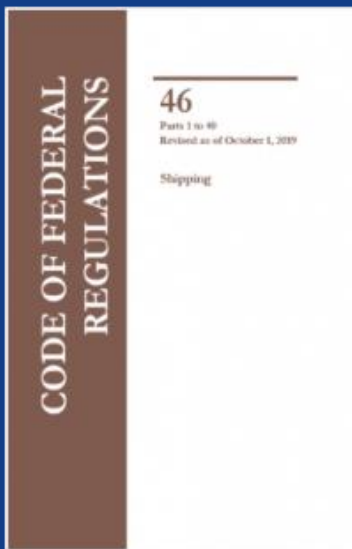 CODE OF FEDERAL
REGULATIONS
46
Parts 1 to 40
Revised as of October 1, 2019
Shipping